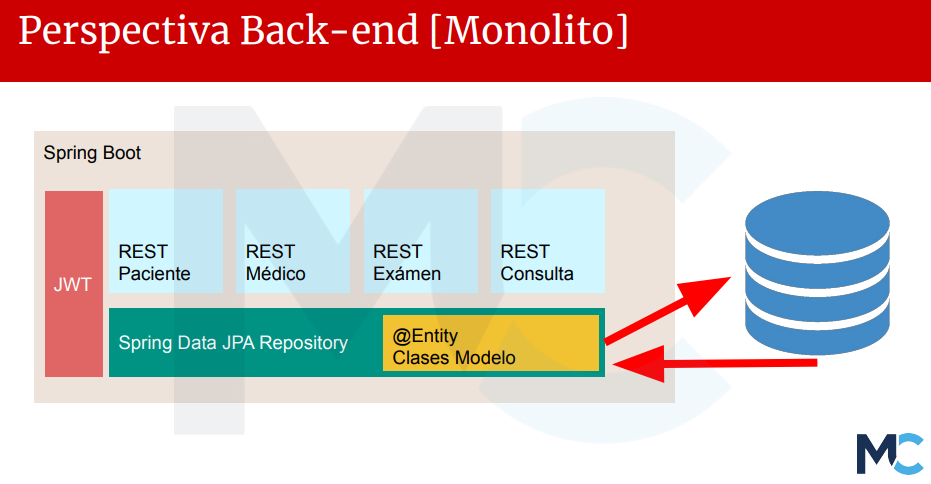 Perspectiva Back-end [Monolito]
Spring Boot
JWT
REST
Paciente
REST
Médico
REST
Exámen
REST
Consulta
Spring Data JPA Repository
@Entity
Clases Modelo
MC